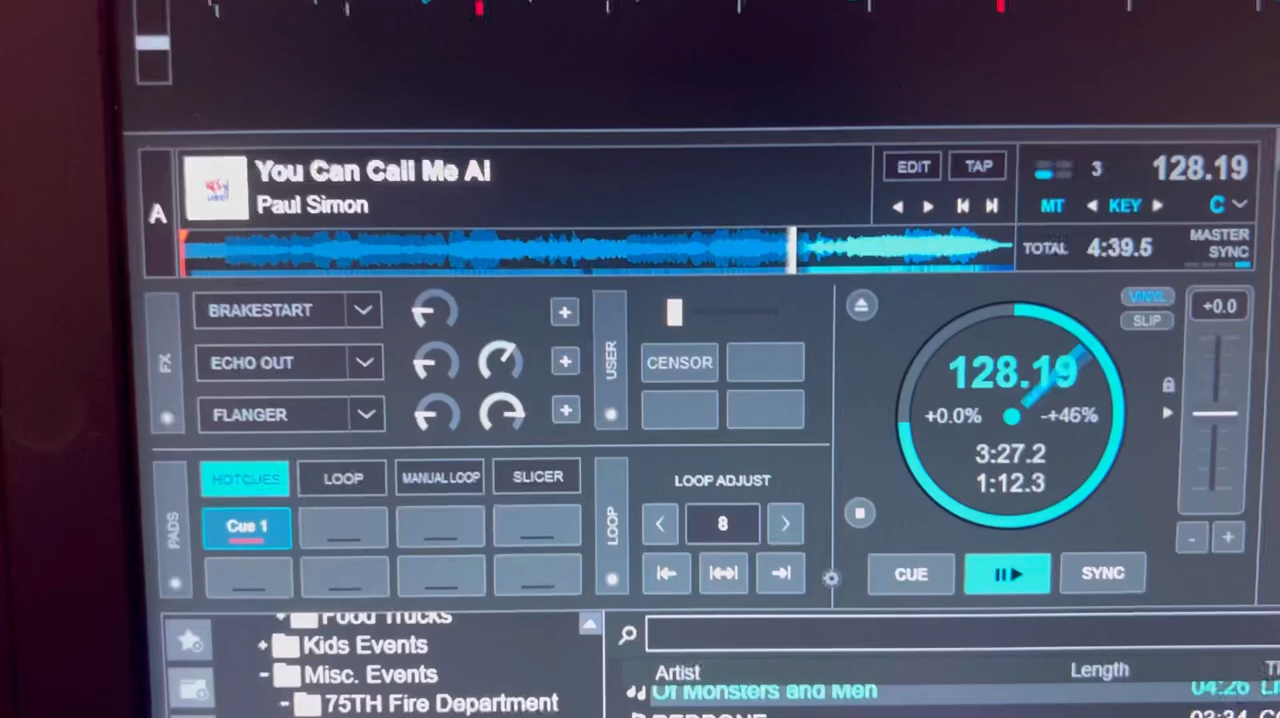 You Can Call Me Al
Paul Simon
A
EDIT TAP
3 128.19
MT KEY C
TOTAL 4:39.5 MASTER SYNC
FX
BRAKESTART
ECHO OUT
FLANGER
USER
CENSOR
VINYL
SLIP
+0.0
128.19
+0.0% -+46%
3:27.2
1:12.3
PADS
HOTCUES LOOP MANUAL LOOP SLICER
Cue 1
LOOP
LOOP ADJUST
8
CUE SYNC
- +
Food Trucks
Kids Events
Misc. Events
75TH Fire Department
Artist Length
Of Monsters and Men 04:26
REDBONE